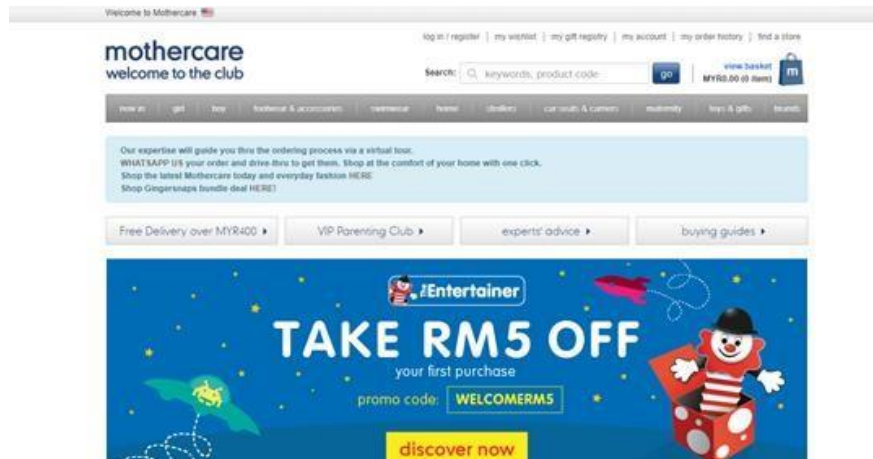 Welcome to Mothercare
log in / register | my wishlist | my gift registry | my account | my order history | find a store
mothercare
welcome to the club
Search: keywords, product code go
view basket
MYR0.00 (0 item)
m
new in girl boy footwear & accessories swimwear home strollers car seats & carriers maternity toys & gifts brands
Our expertise will guide you thru the ordering process via a virtual tour.
WHATSAPP US your order and drive-thru to get them. Shop at the comfort of your home with one click.
Shop the latest Mothercare today and everyday fashion HERE
Shop Gingersnaps bundle deal HERE!
Free Delivery over MYR400 VIP Parenting Club experts' advice buying guides
The Entertainer
TAKE RM5 OFF
your first purchase
promo code: WELCOMERM5
discover now